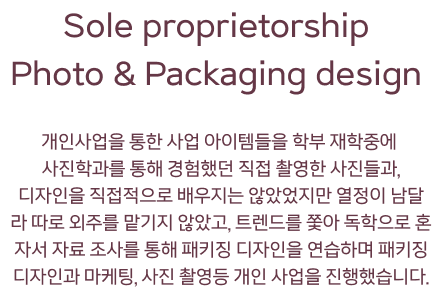 Sole proprietorship
Photo & Packaging design
개인사업을 통한 사업 아이템들을 학부 재학중에
사진학과를 통해 경험했던 직접 촬영한 사진들과,
디자인을 직접적으로 배우지는 않았었지만 열정이 남달
라 따로 외주를 맡기지 않았고, 트렌드를 쫓아 독학으로 혼
자서 자료 조사를 통해 패키징 디자인을 연습하며 패키징
디자인과 마케팅, 사진 촬영등 개인 사업을 진행했습니다.